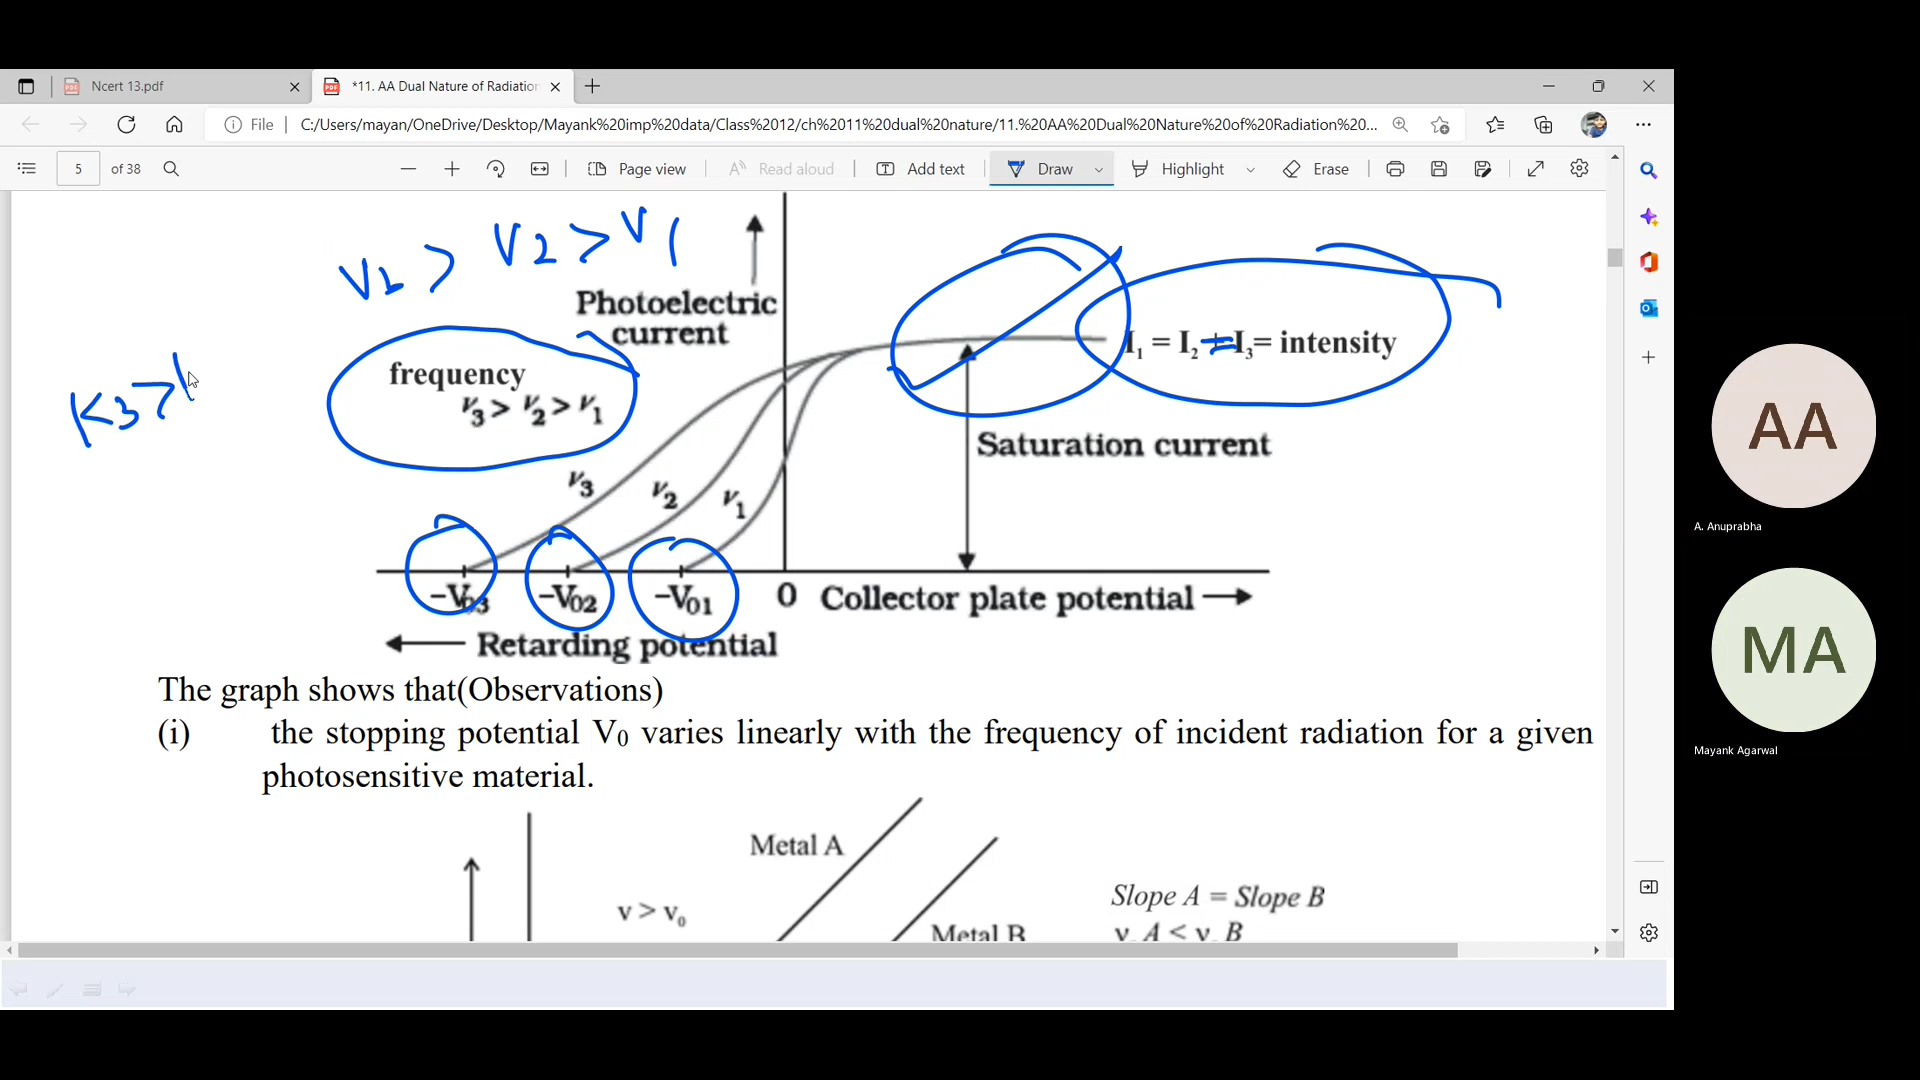 Ncert 13.pdf
*11. AA Dual Nature of Radiation
File
C:/Users/mayan/OneDrive/Desktop/Mayank%20imp%20data/Class%2012/ch%2011%20dual%20nature/11.%20AA%20Dual%20Nature%20of%20Radiation%20...
5 of 38
Page view
Read aloud
Add text
Draw
Highlight
Erase
V₂ > V₁
Photoelectric
current
frequency
ν₃ > ν₂ > ν₁
I₁ = I₂ = I₃= intensity
K3>
Saturation current
ν₃
ν₂
ν₁
−V₀₃
−V₀₂
−V₀₁
0
Collector plate potential →
← Retarding potential
The graph shows that(Observations)
(i) the stopping potential V₀ varies linearly with the frequency of incident radiation for a given
photosensitive material.
Metal A
v > v₀
Metal B
Slope A = Slope B
AA
A. Anuprabha
MA
Mayank Agarwal